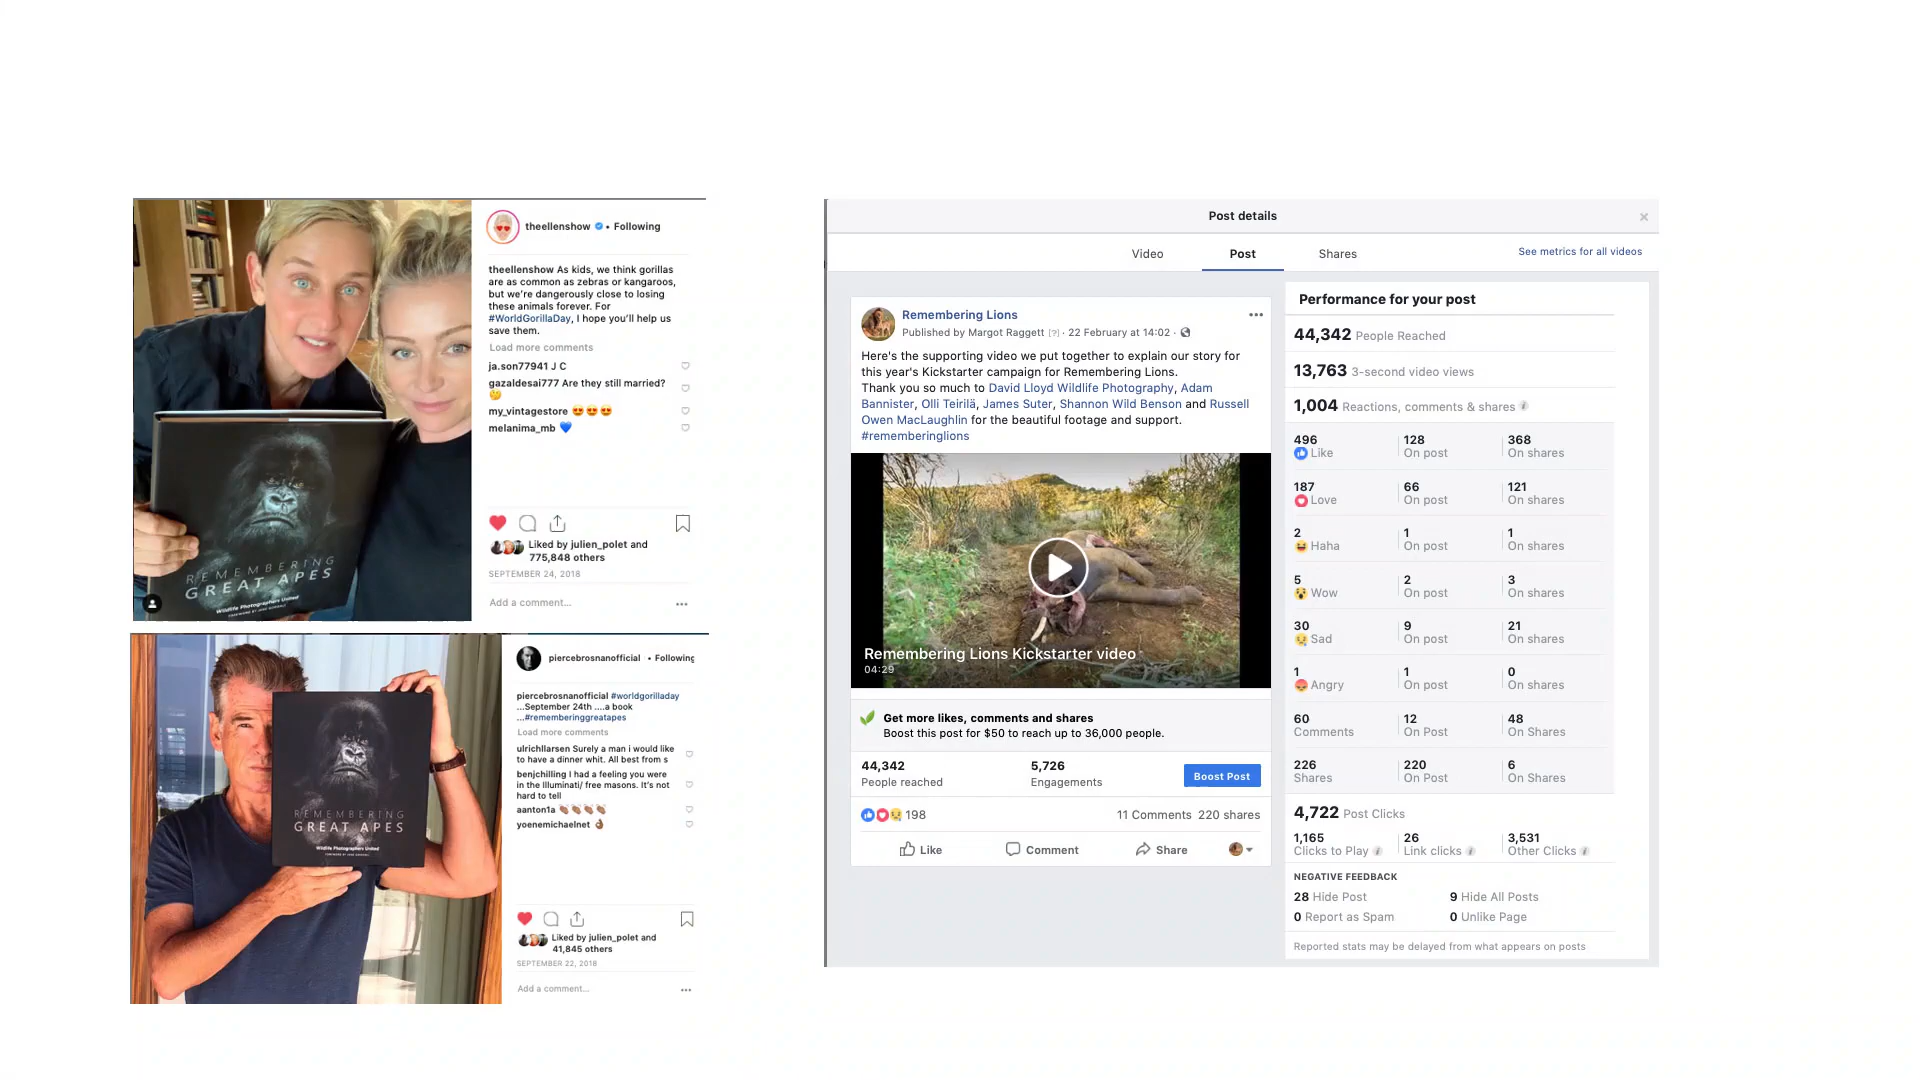 theellenshow • Following
theellenshow As kids, we think gorillas
are as common as zebras or kangaroos,
but we're dangerously close to losing
these animals forever. For
#WorldGorillaDay, I hope you'll help us
save them.
Load more comments
ja.son77941 J C
gazaldesai777 Are they still married?
🤔
my_vintagestore 😍😍😍
melanima_mb 💙
Liked by julien_polet and
775,848 others
SEPTEMBER 24, 2018
Add a comment...
REMEMBERING
GREAT APES
Wildlife Photographers United
piercebrosnanofficial • Following
piercebrosnanofficial #worldgorilladay
...September 24th ....a book
...#rememberinggreatapes
Load more comments
ulrichllarsen Surely a man i would like
to have a dinner whit. All best from s
benjchilling I had a feeling you were
in the Illuminati/ free masons. It's not
hard to tell
aanton1a 👏🏽👏🏽👏🏽👏🏽
yoenemichaelnet 👌🏽
Liked by julien_polet and
41,845 others
SEPTEMBER 22, 2018
Add a comment...
REMEMBERING
GREAT APES
Wildlife Photographers United
Post details
×
Video Post Shares
See metrics for all videos
Remembering Lions
Published by Margot Raggett [?] · 22 February at 14:02 ·
Here's the supporting video we put together to explain our story for
this year's Kickstarter campaign for Remembering Lions.
Thank you so much to David Lloyd Wildlife Photography, Adam
Bannister, Olli Teirilä, James Suter, Shannon Wild Benson and Russell
Owen MacLaughlin for the beautiful footage and support.
#rememberinglions
Remembering Lions Kickstarter video
04:29
Get more likes, comments and shares
Boost this post for $50 to reach up to 36,000 people.
44,342 5,726
People reached Engagements
Boost Post
198 11 Comments 220 shares
Like Comment Share
Performance for your post
44,342 People Reached
13,763 3-second video views
1,004 Reactions, comments & shares
496 128 368
Like On post On shares
187 66 121
Love On post On shares
2 1 1
Haha On post On shares
5 2 3
Wow On post On shares
30 9 21
Sad On post On shares
1 1 0
Angry On post On shares
60 12 48
Comments On Post On Shares
226 220 6
Shares On Post On Shares
4,722 Post Clicks
1,165 26 3,531
Clicks to Play Link clicks Other Clicks
NEGATIVE FEEDBACK
28 Hide Post 9 Hide All Posts
0 Report as Spam 0 Unlike Page
Reported stats may be delayed from what appears on posts